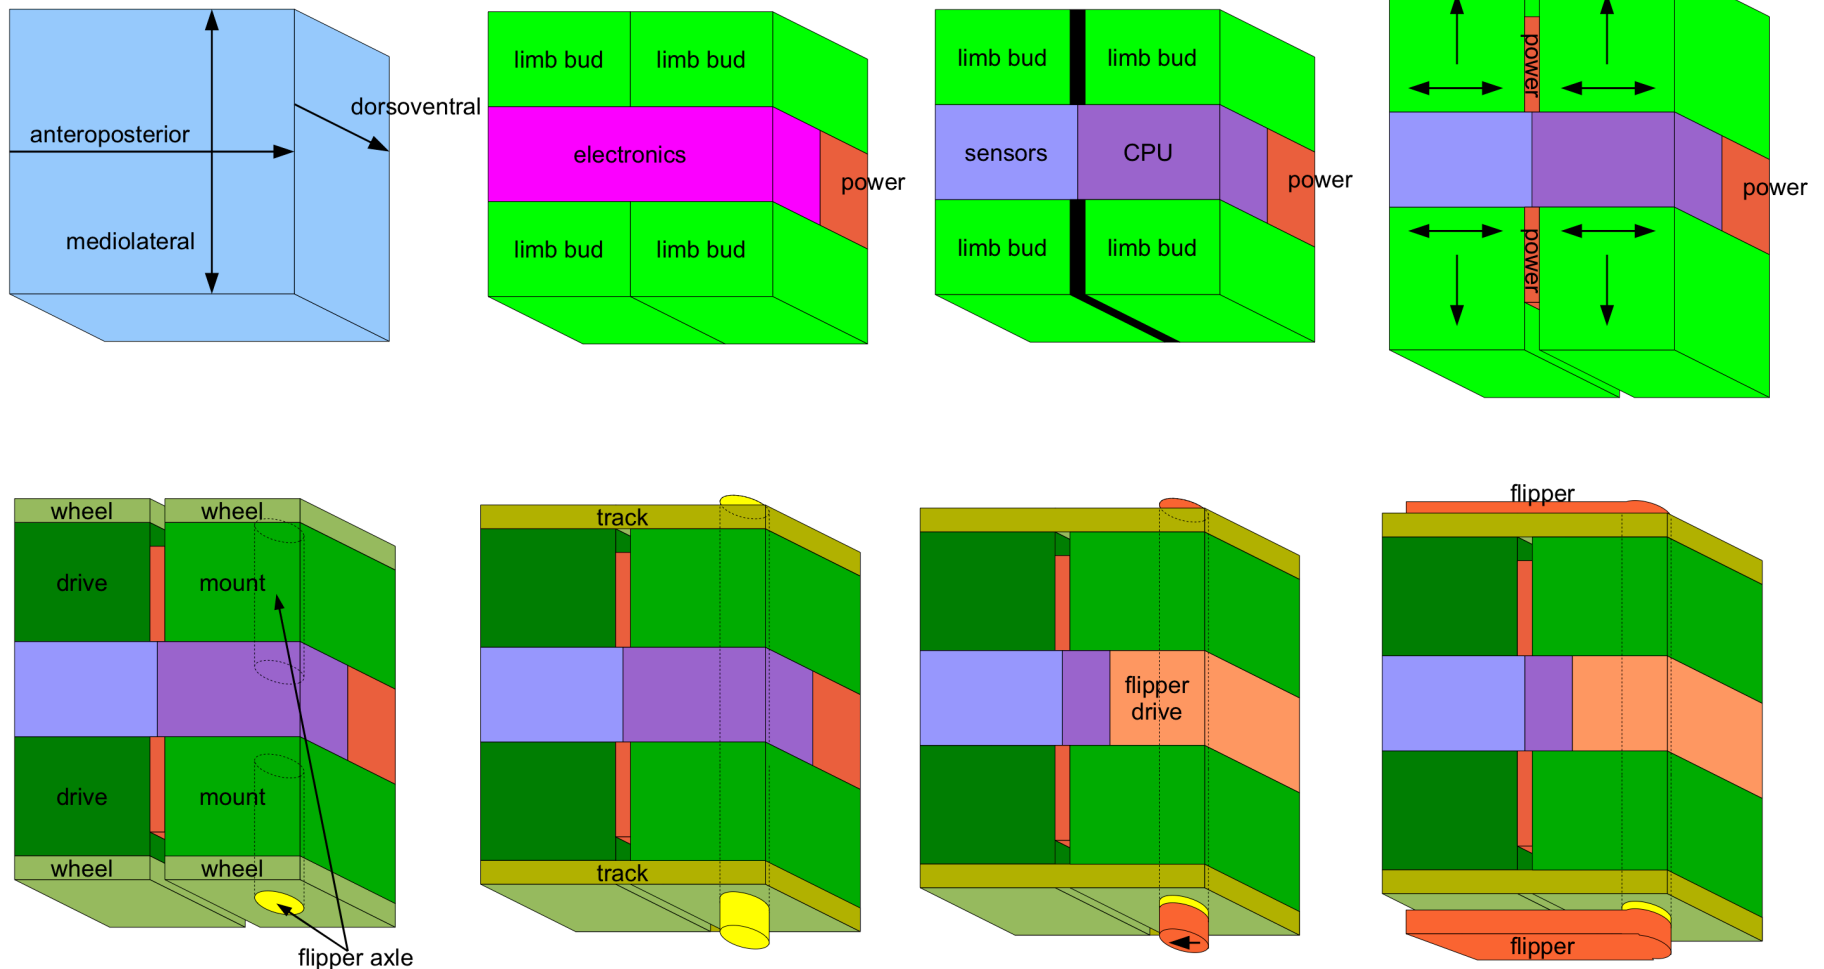 anteroposterior
dorsoventral
mediolateral
limb bud
limb bud
electronics
power
limb bud
limb bud
limb bud
limb bud
sensors
CPU
power
limb bud
limb bud
power
power
power
wheel
wheel
drive
mount
drive
mount
wheel
wheel
flipper axle
track
track
flipper
drive
flipper
flipper